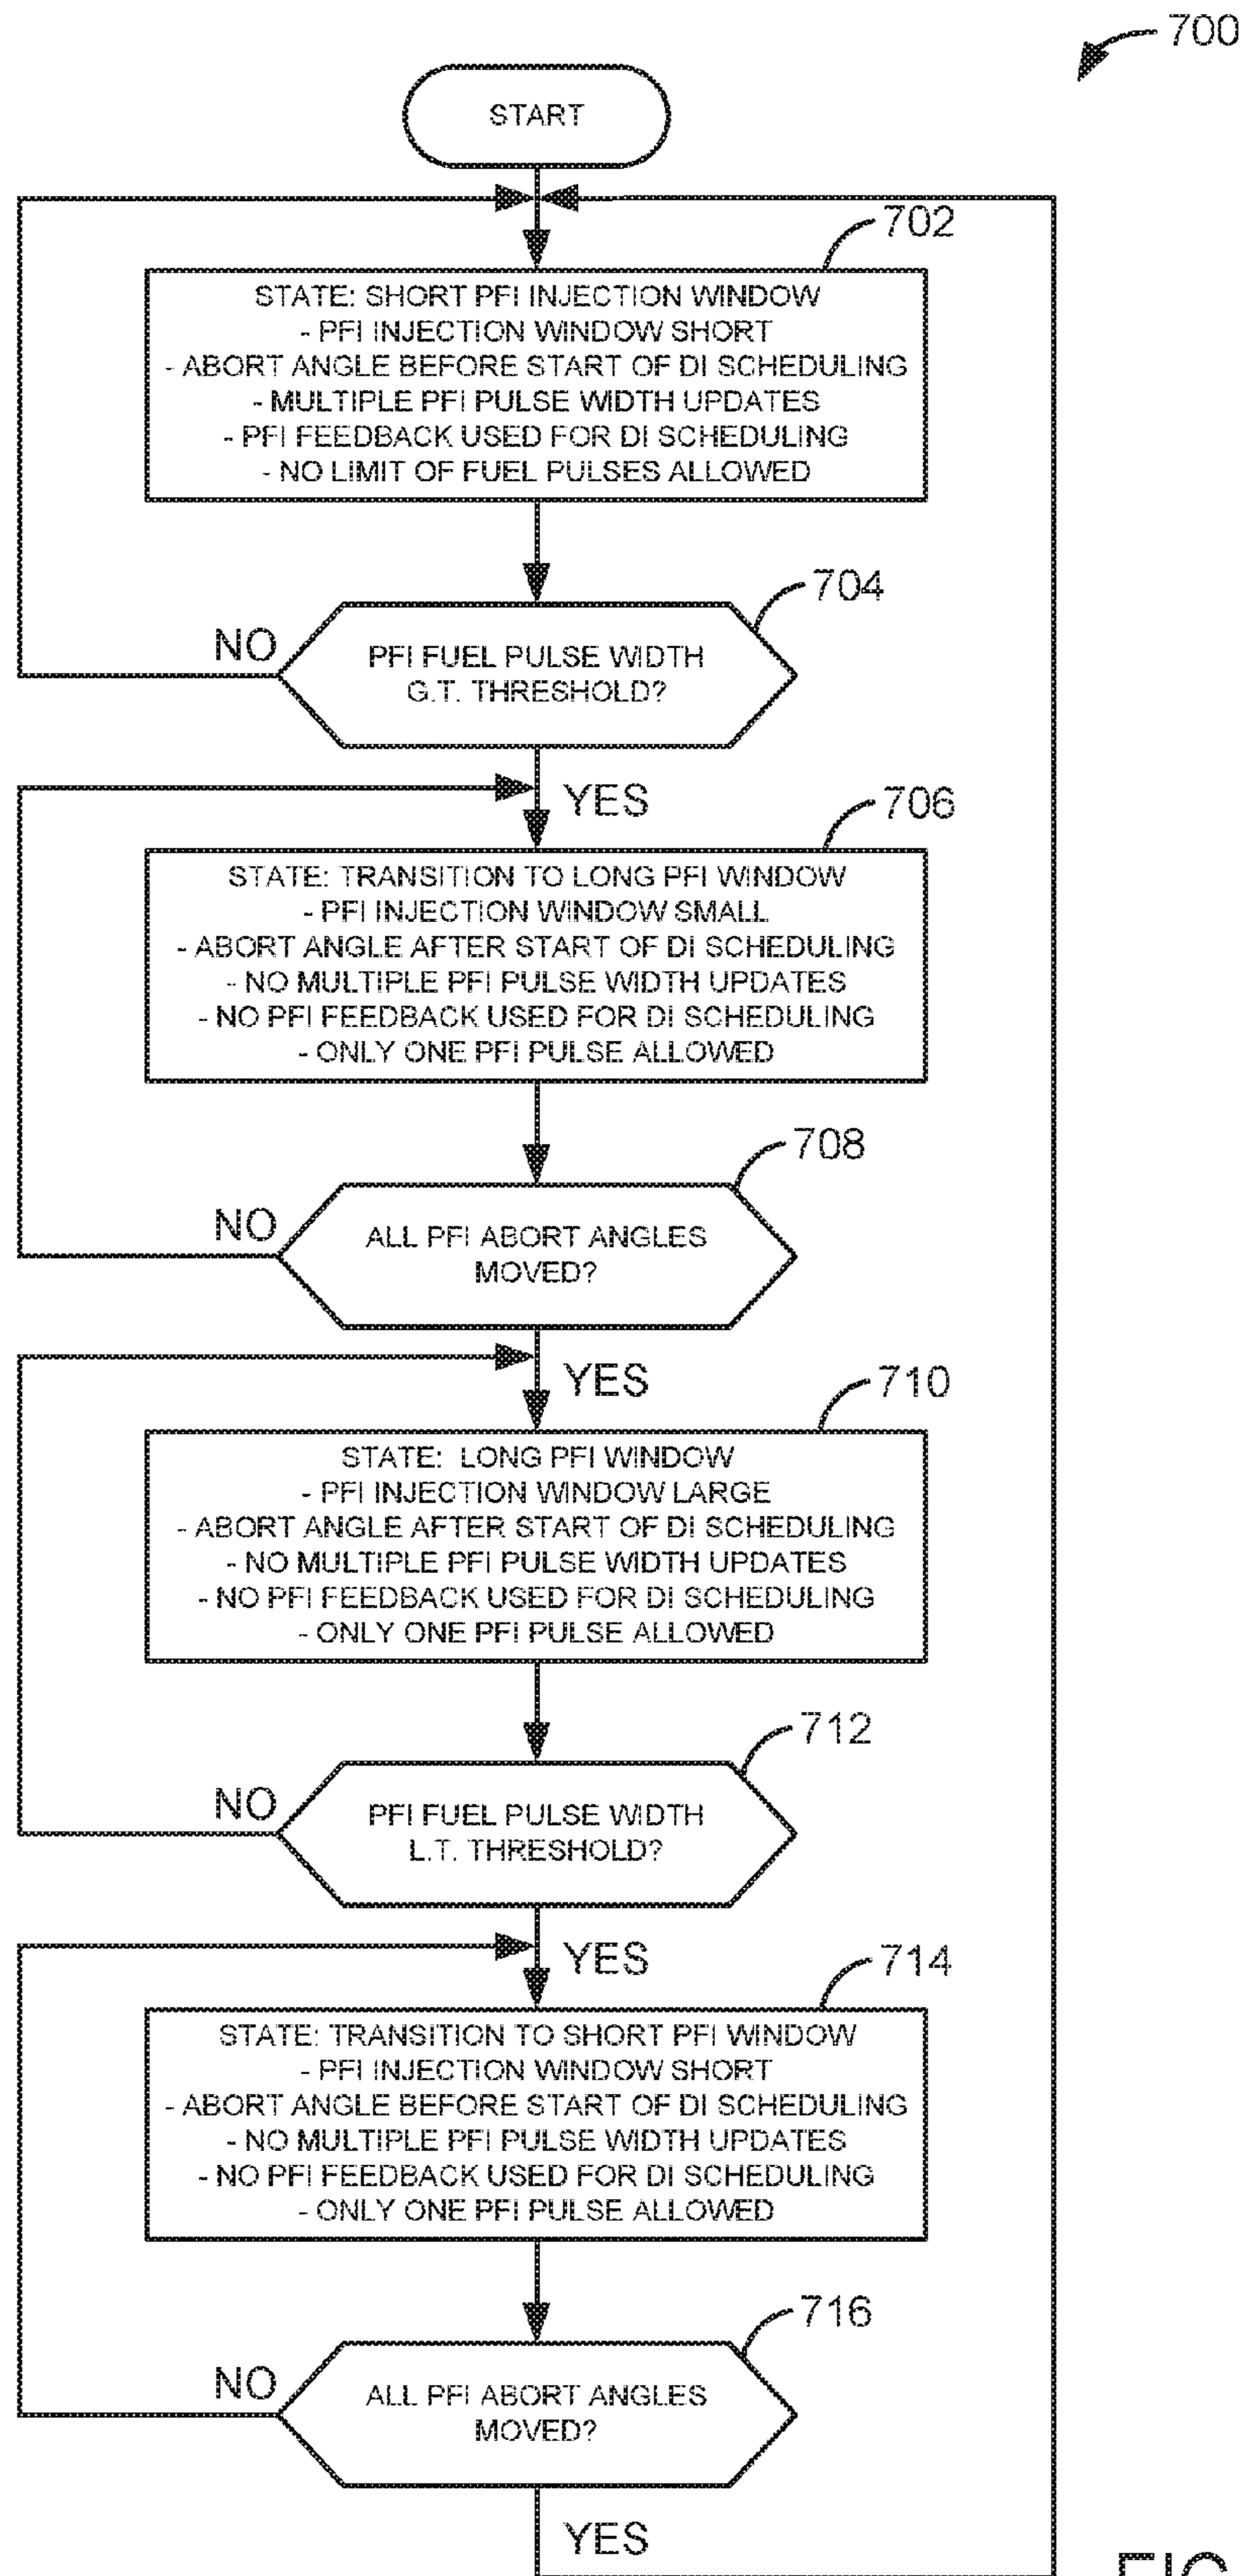 700
START
702
STATE: SHORT PFI INJECTION WINDOW
- PFI INJECTION WINDOW SHORT
- ABORT ANGLE BEFORE START OF DI SCHEDULING
- MULTIPLE PFI PULSE WIDTH UPDATES
- PFI FEEDBACK USED FOR DI SCHEDULING
- NO LIMIT OF FUEL PULSES ALLOWED
704
NO
PFI FUEL PULSE WIDTH
G.T. THRESHOLD?
YES
706
STATE: TRANSITION TO LONG PFI WINDOW
- PFI INJECTION WINDOW SMALL
- ABORT ANGLE AFTER START OF DI SCHEDULING
- NO MULTIPLE PFI PULSE WIDTH UPDATES
- NO PFI FEEDBACK USED FOR DI SCHEDULING
- ONLY ONE PFI PULSE ALLOWED
708
NO
ALL PFI ABORT ANGLES
MOVED?
YES
710
STATE: LONG PFI WINDOW
- PFI INJECTION WINDOW LARGE
- ABORT ANGLE AFTER START OF DI SCHEDULING
- NO MULTIPLE PFI PULSE WIDTH UPDATES
- NO PFI FEEDBACK USED FOR DI SCHEDULING
- ONLY ONE PFI PULSE ALLOWED
712
NO
PFI FUEL PULSE WIDTH
L.T. THRESHOLD?
YES
714
STATE: TRANSITION TO SHORT PFI WINDOW
- PFI INJECTION WINDOW SHORT
- ABORT ANGLE BEFORE START OF DI SCHEDULING
- NO MULTIPLE PFI PULSE WIDTH UPDATES
- NO PFI FEEDBACK USED FOR DI SCHEDULING
- ONLY ONE PFI PULSE ALLOWED
716
NO
ALL PFI ABORT ANGLES
MOVED?
YES